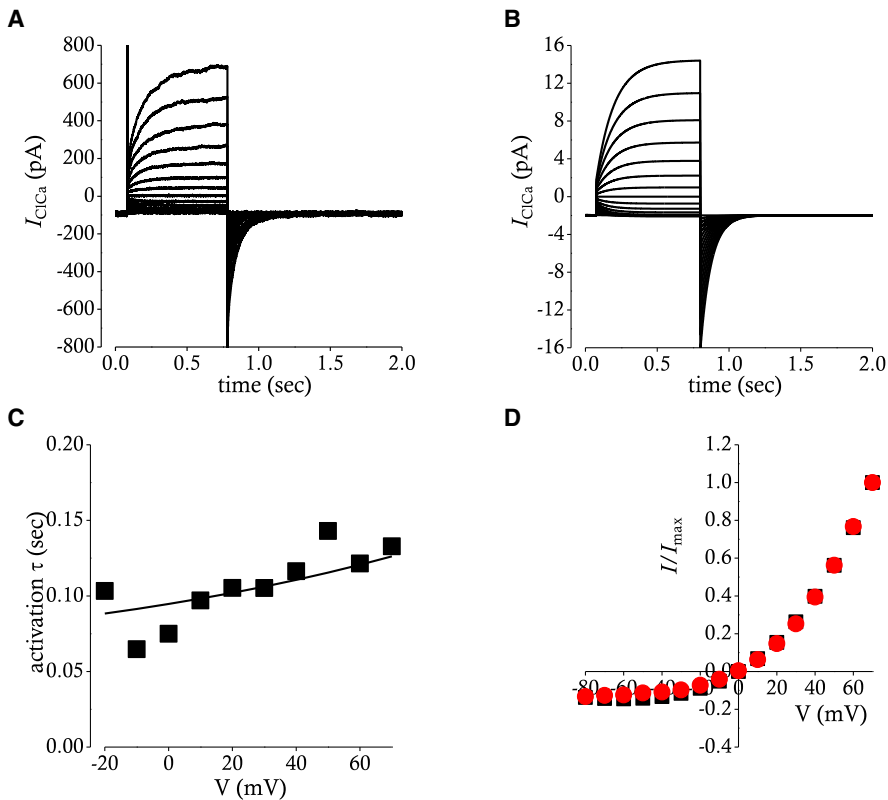 A
800
600
400
200
0
-200
-400
-600
-800
I_ClCa (pA)
0.0 0.5 1.0 1.5 2.0
time (sec)
B
16
12
8
4
0
-4
-8
-12
-16
I_ClCa (pA)
0.0 0.5 1.0 1.5 2.0
time (sec)
C
0.20
0.15
0.10
0.05
0.00
activation τ (sec)
-20 0 20 40 60
V (mV)
D
1.2
1.0
0.8
0.6
0.4
0.2
0.0
-0.2
-0.4
I/I_max
-80 -60 -40 -20 0 20 40 60
V (mV)